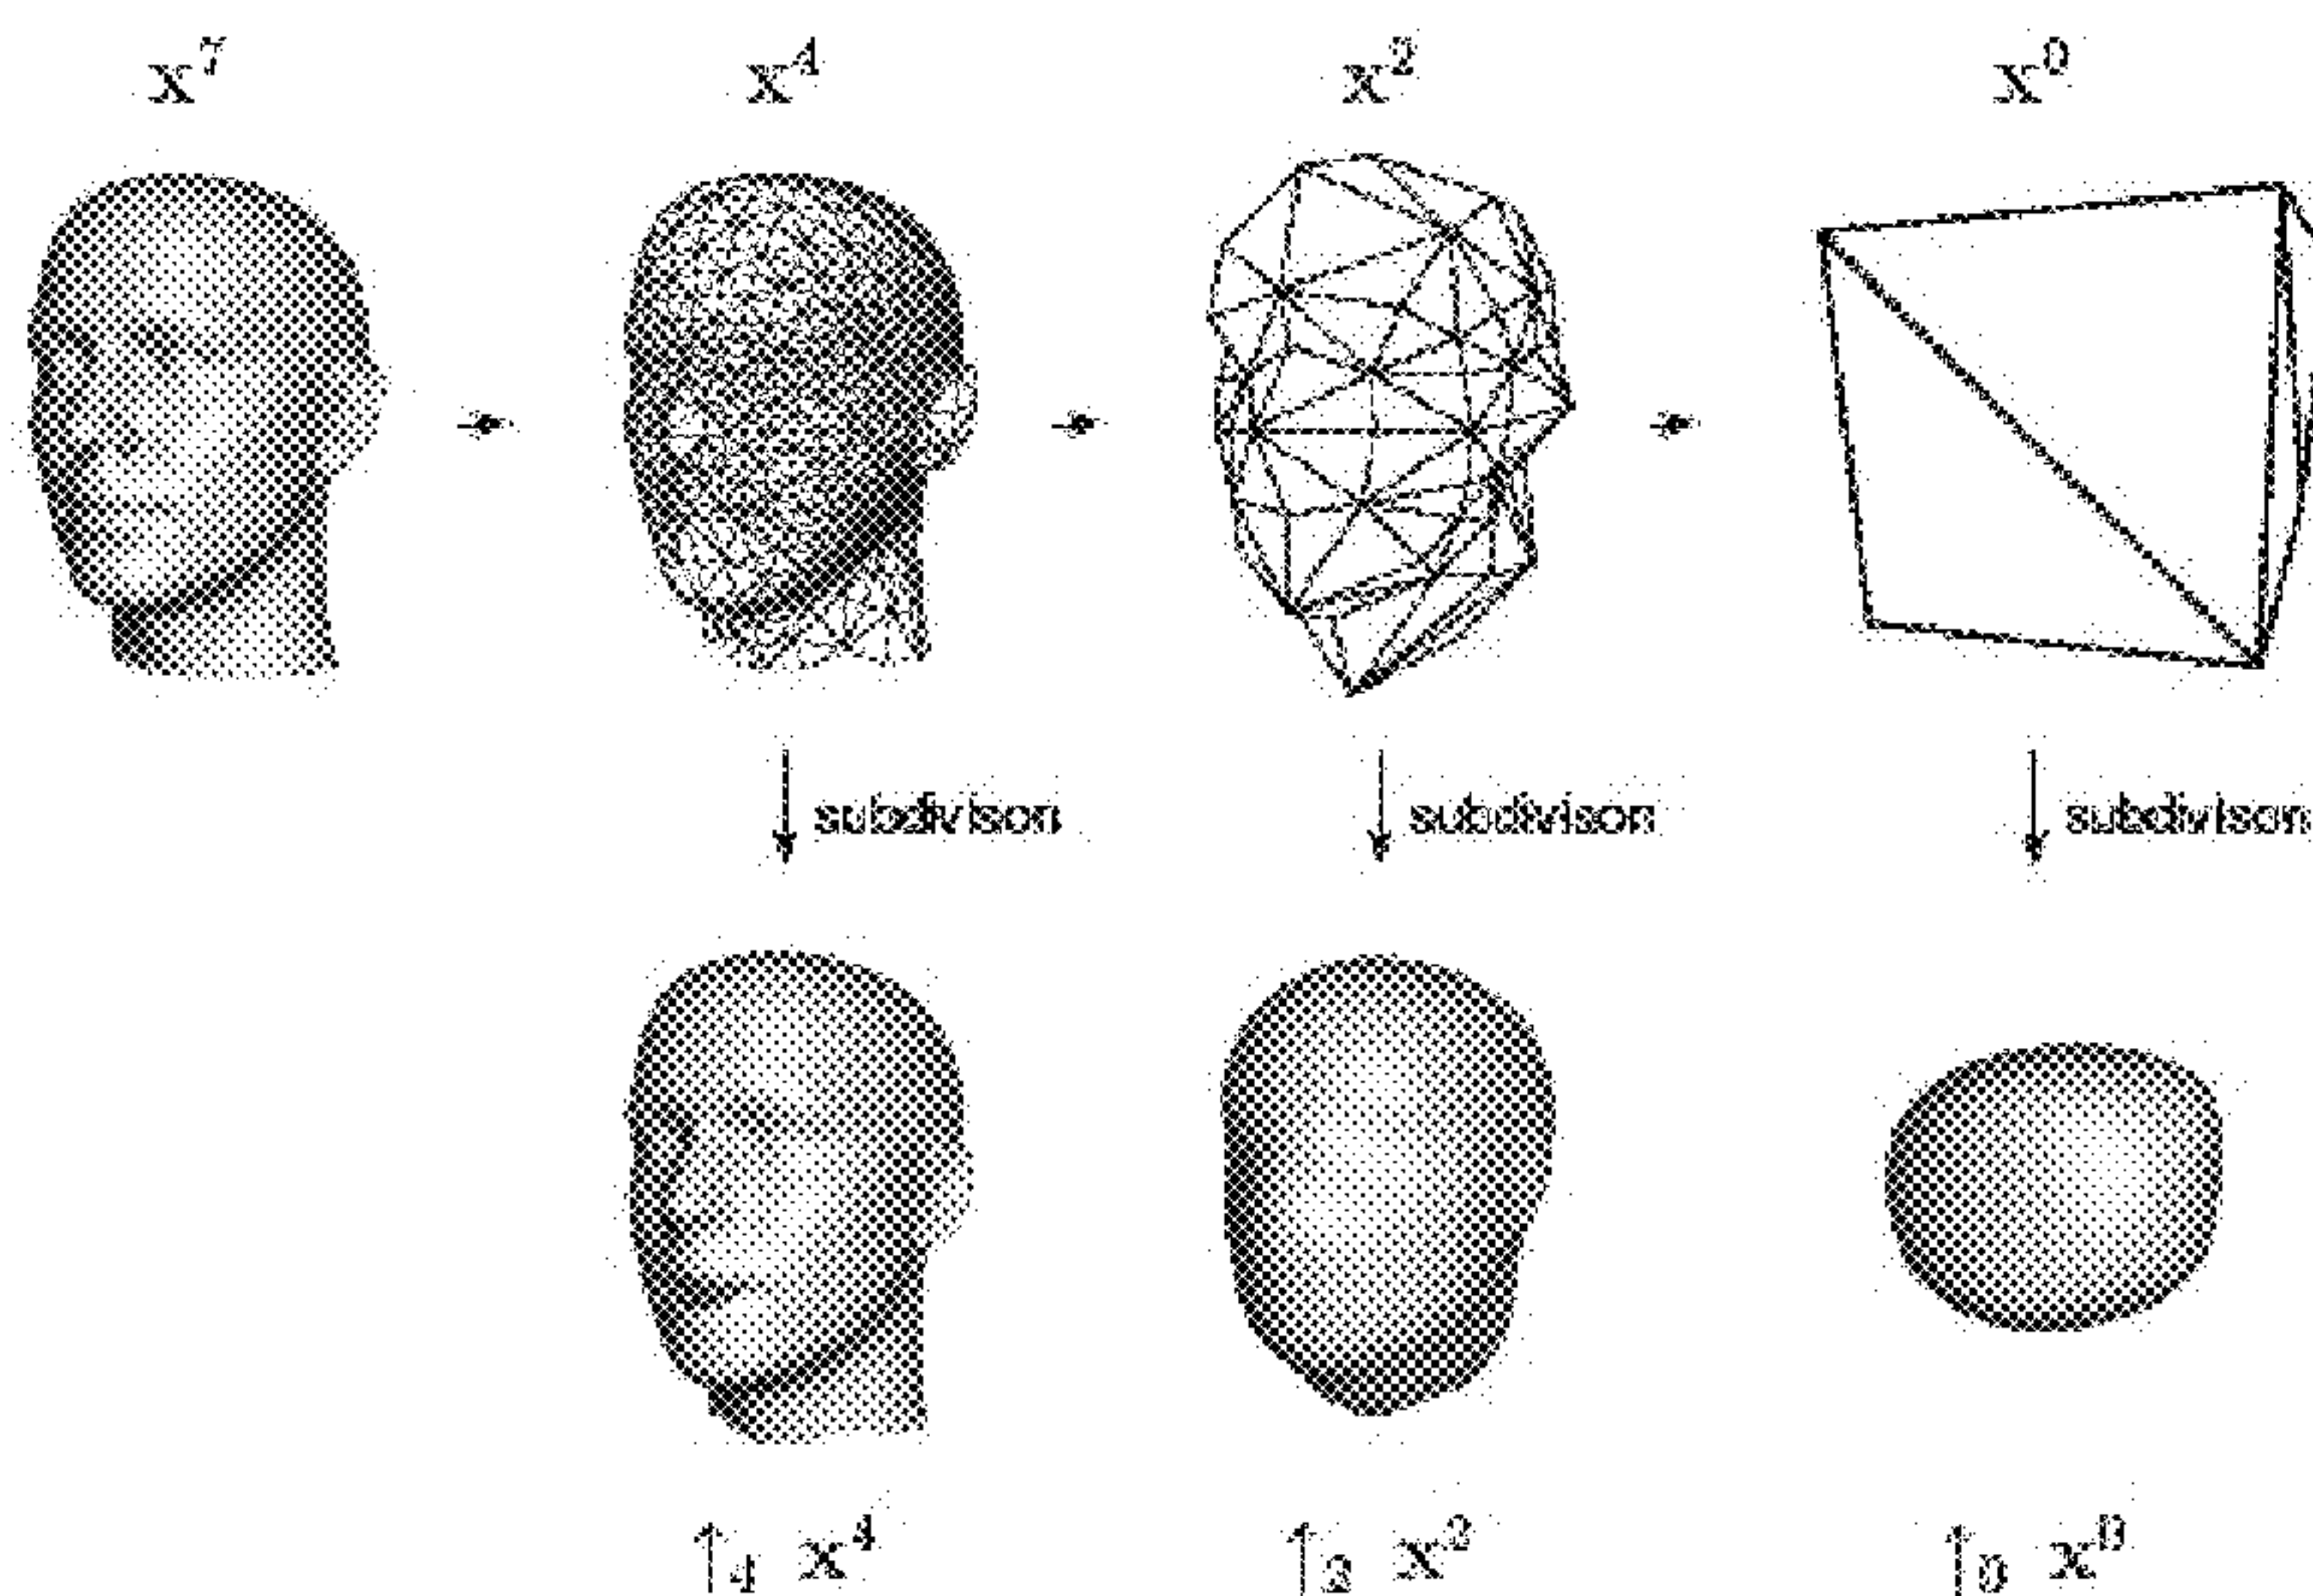 x⁷ x⁴ x² x⁰
subdivison subdivison subdivison
↑₄ x⁴ ↑₂ x² ↑₀ x⁰